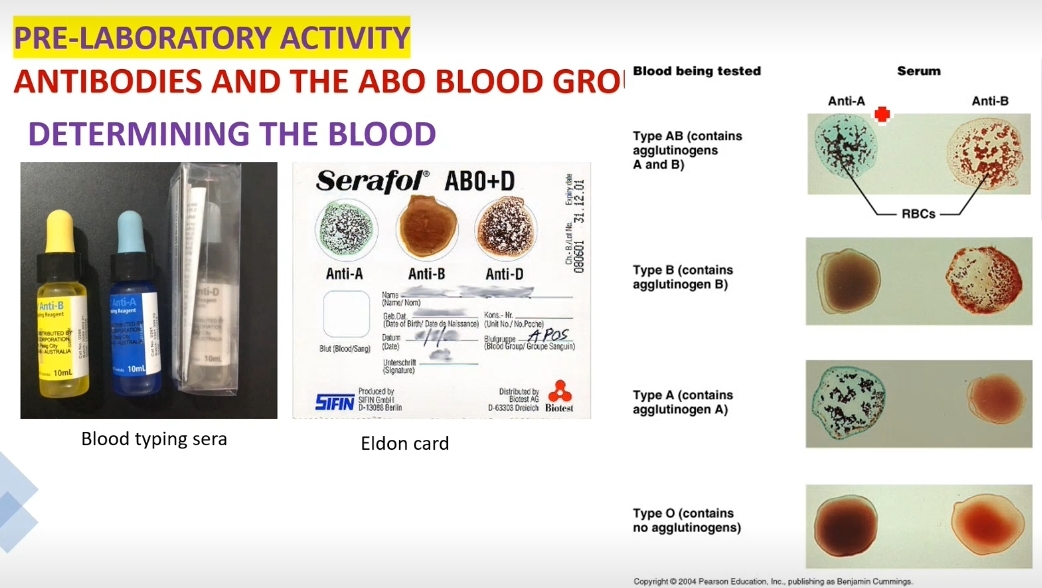 PRE-LABORATORY ACTIVITY
ANTIBODIES AND THE ABO BLOOD GROU
DETERMINING THE BLOOD
Anti-B
10mL
Anti-A
10mL
Anti-D
10mL
Blood typing sera
Serafol® ABO+D
Anti-A
Anti-B
Anti-D
Ch.-B./Lot No.
080601
Expiry date
31.12.01
Name
(Name/Nom)
Geb.Dat.
(Date of Birth/Date de Naissance)
Kons.-Nr.
(Unit No./No.Poche)
Datum
(Date)
Blutgruppe A POS
(Blood Group/Groupe Sanguin)
Unterschrift
(Signature)
Blut (Blood/Sang)
SIFIN
Produced by
SIFIN GmbH
D-13088 Berlin
Distributed by
Biotest AG
D-63303 Dreieich
Biotest
Eldon card
Blood being tested
Serum
Anti-A
Anti-B
Type AB (contains
agglutinogens
A and B)
RBCs
Type B (contains
agglutinogen B)
Type A (contains
agglutinogen A)
Type O (contains
no agglutinogens)
Copyright © 2004 Pearson Education, Inc., publishing as Benjamin Cummings.